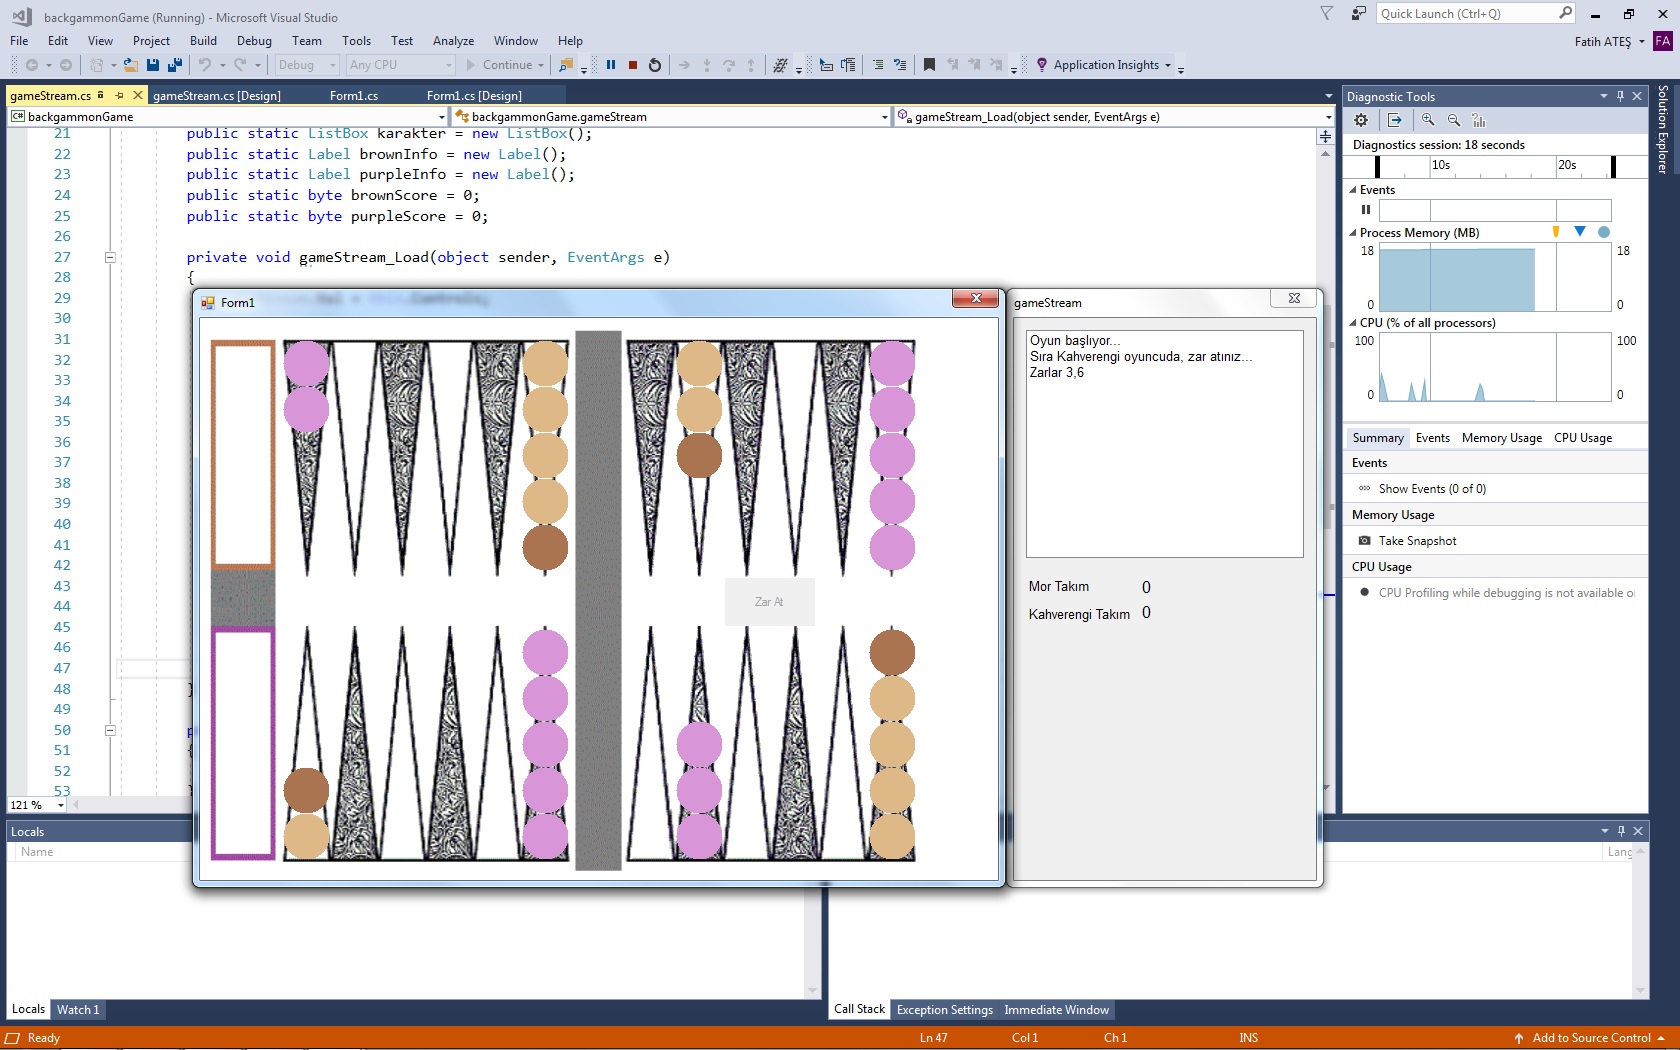 backgammonGame (Running) - Microsoft Visual Studio
Quick Launch (Ctrl+Q)
File Edit View Project Build Debug Team Tools Test Analyze Window Help
Fatih ATEŞ FA
Debug Any CPU Continue Application Insights
gameStream.cs gameStream.cs [Design] Form1.cs Form1.cs [Design]
C# backgammonGame backgammonGame.gameStream gameStream_Load(object sender, EventArgs e)
21 public static ListBox karakter = new ListBox();
22 public static Label brownInfo = new Label();
23 public static Label purpleInfo = new Label();
24 public static byte brownScore = 0;
25 public static byte purpleScore = 0;
26
27 private void gameStream_Load(object sender, EventArgs e)
28 {
29
30
31
32
33
34
35
36
37
38
39
40
41
42
43
44
45
46
47
48 }
49
50 p
51 {
52
53
121 %
Form1
Zar At
gameStream
Oyun başlıyor...
Sıra Kahverengi oyuncuda, zar atınız...
Zarlar 3,6
Mor Takım 0
Kahverengi Takım 0
Diagnostic Tools
Diagnostics session: 18 seconds
10s 20s
Events
Process Memory (MB)
18 18
0 0
CPU (% of all processors)
100 100
0 0
Summary Events Memory Usage CPU Usage
Events
Show Events (0 of 0)
Memory Usage
Take Snapshot
CPU Usage
CPU Profiling while debugging is not available o
Solution Explorer
Locals
Name
Lang
Locals Watch 1
Call Stack Exception Settings Immediate Window
Ready Ln 47 Col 1 Ch 1 INS Add to Source Control